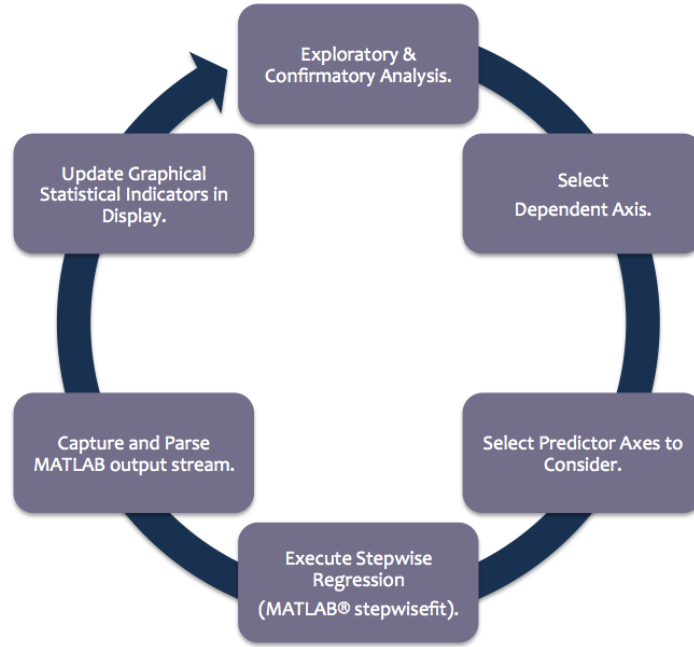 Exploratory &
Confirmatory Analysis.
Select
Dependent Axis.
Select Predictor Axes to
Consider.
Execute Stepwise
Regression
(MATLAB® stepwisefit).
Capture and Parse
MATLAB output stream.
Update Graphical
Statistical Indicators in
Display.